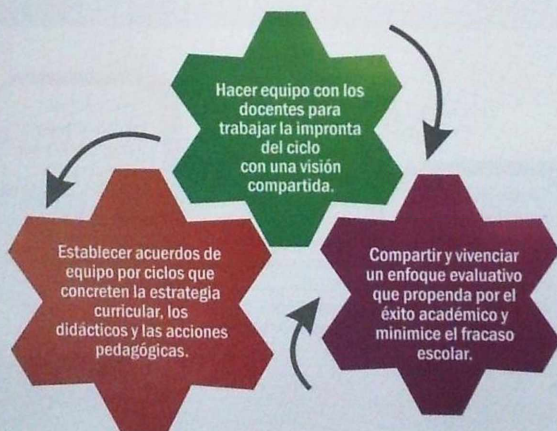 Hacer equipo con los
docentes para
trabajar la impronta
del ciclo
con una visión
compartida.
Establecer acuerdos de
equipo por ciclos que
concreten la estrategia
curricular, los
didácticos y las acciones
pedagógicas.
Compartir y vivenciar
un enfoque evaluativo
que propenda por el
éxito académico y
minimice el fracaso
escolar.